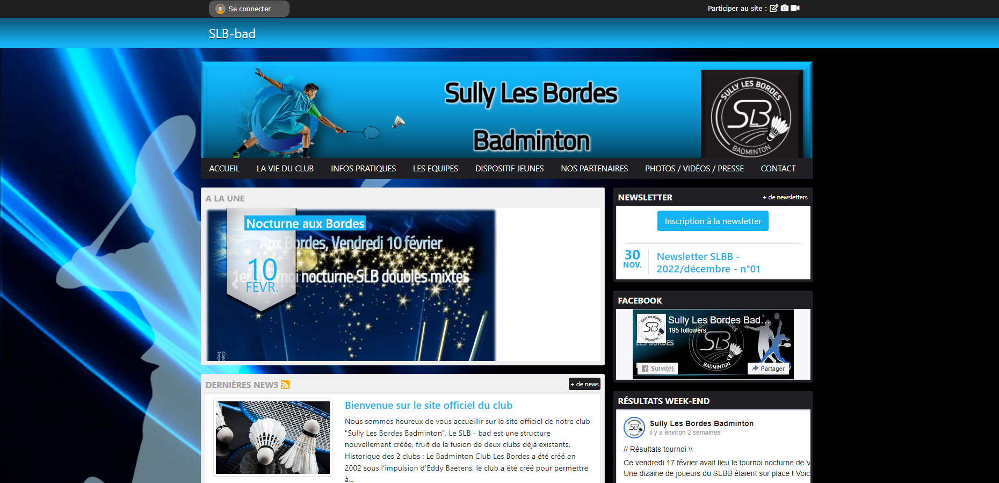 Se connecter
Participer au site :
SLB-bad
Sully Les Bordes
Badminton
SULLY LES BORDES
SLB
BADMINTON
ACCUEIL
LA VIE DU CLUB
INFOS PRATIQUES
LES EQUIPES
DISPOSITIF JEUNES
NOS PARTENAIRES
PHOTOS / VIDÉOS / PRESSE
CONTACT
A LA UNE
Nocturne aux Bordes
Aux Bordes, Vendredi 10 février
10
FÉVR.
1er Tournoi nocturne SLB doubles mixtes
DERNIÈRES NEWS
+ de news
Bienvenue sur le site officiel du club
Nous sommes heureux de vous accueillir sur le site officiel de notre club
"Sully Les Bordes Badminton". Le SLB - bad est une structure
nouvellement créée, fruit de la fusion de deux clubs déjà existants.
Historique des 2 clubs : Le Badminton Club Les Bordes a été créé en
2002 sous l'impulsion d'Eddy Baetens, le club a été créé pour permettre
à...
NEWSLETTER
+ de newsletters
Inscription à la newsletter
30
NOV.
Newsletter SLBB -
2022/décembre - n°01
FACEBOOK
Sully Les Bordes Bad...
195 followers
SULLY LES BORDES
SLB
BADMINTON
LES BORDES
Suivi(e)
Partager
RÉSULTATS WEEK-END
Sully Les Bordes Badminton
il y a environ 2 semaines
// Résultats tournoi \\
Ce vendredi 17 février avait lieu le tournoi nocturne de V
Une dizaine de joueurs du SLBB étaient sur place ! Voic